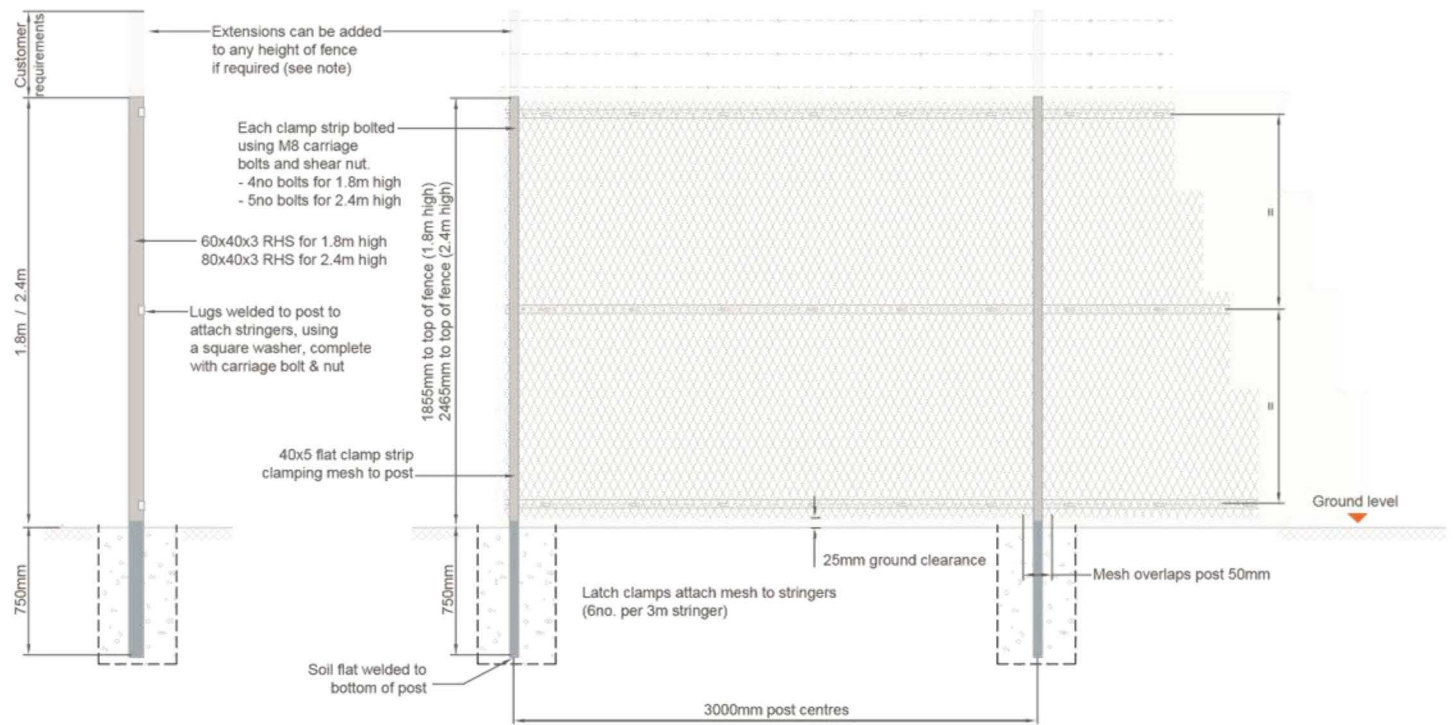 Customer
requirements
Extensions can be added
to any height of fence
if required (see note)
Each clamp strip bolted
using M8 carriage
bolts and shear nut.
- 4no bolts for 1.8m high
- 5no bolts for 2.4m high
60x40x3 RHS for 1.8m high
80x40x3 RHS for 2.4m high
1.8m / 2.4m
Lugs welded to post to
attach stringers, using
a square washer, complete
with carriage bolt & nut
1855mm to top of fence (1.8m high)
2465mm to top of fence (2.4m high)
=
=
40x5 flat clamp strip
clamping mesh to post
Ground level
25mm ground clearance
Mesh overlaps post 50mm
750mm
750mm
Latch clamps attach mesh to stringers
(6no. per 3m stringer)
Soil flat welded to
bottom of post
3000mm post centres